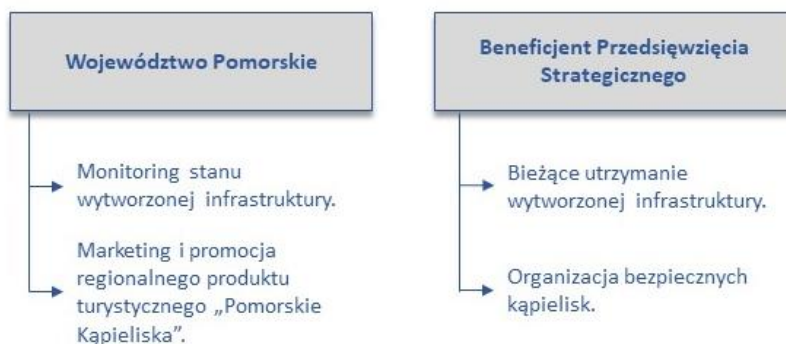 Województwo Pomorskie
Monitoring stanu
wytworzonej infrastruktury.
Marketing i promocja
regionalnego produktu
turystycznego „Pomorskie
Kąpieliska”.
Beneficjent Przedsięwzięcia
Strategicznego
Bieżące utrzymanie
wytworzonej infrastruktury.
Organizacja bezpiecznych
kąpielisk.